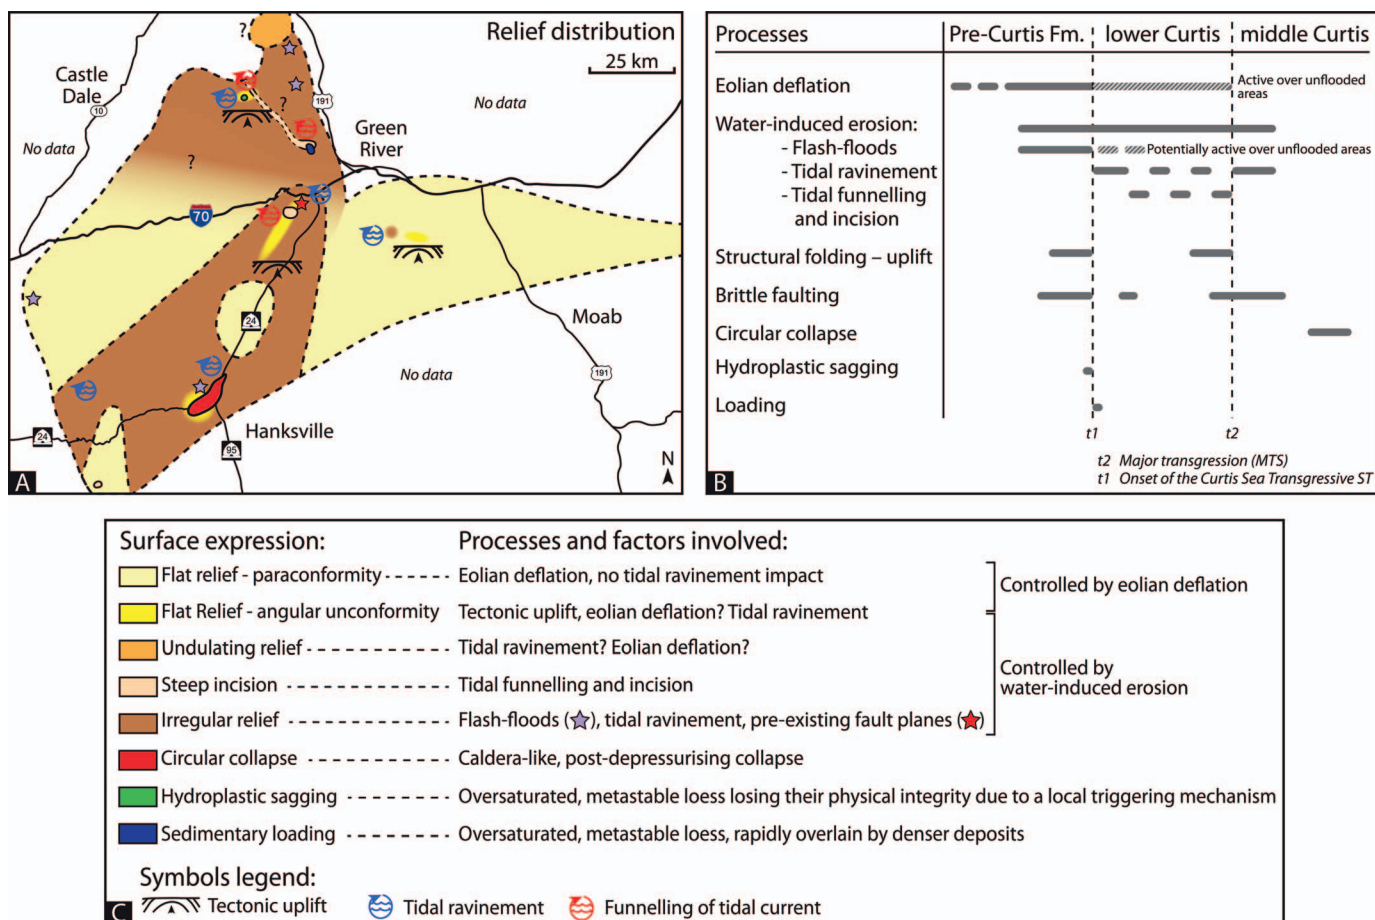 Relief distribution
25 km
Castle
Dale
10
No data
191
No data
Green
River
No data
?
?
?
?
70
24
Moab
191
No data
24
Hanksville
95
N
A
Processes
Pre-Curtis Fm.
lower Curtis
middle Curtis
Eolian deflation
Active over unflooded
areas
Water-induced erosion:
- Flash-floods
Potentially active over unflooded areas
- Tidal ravinement
- Tidal funnelling
and incision
Structural folding – uplift
Brittle faulting
Circular collapse
Hydroplastic sagging
Loading
t1
t2
t2 Major transgression (MTS)
t1 Onset of the Curtis Sea Transgressive ST
B
Surface expression:
Processes and factors involved:
Flat relief - paraconformity ------ Eolian deflation, no tidal ravinement impact
Controlled by eolian deflation
Flat Relief - angular unconformity Tectonic uplift, eolian deflation? Tidal ravinement
Undulating relief ------------ Tidal ravinement? Eolian deflation?
Controlled by
water-induced erosion
Steep incision ------------ Tidal funnelling and incision
Irregular relief ------------ Flash-floods (☆), tidal ravinement, pre-existing fault planes (★)
Circular collapse ------------ Caldera-like, post-depressurising collapse
Hydroplastic sagging --------- Oversaturated, metastable loess losing their physical integrity due to a local triggering mechanism
Sedimentary loading --------- Oversaturated, metastable loess, rapidly overlain by denser deposits
Symbols legend:
Tectonic uplift
Tidal ravinement
Funnelling of tidal current
C